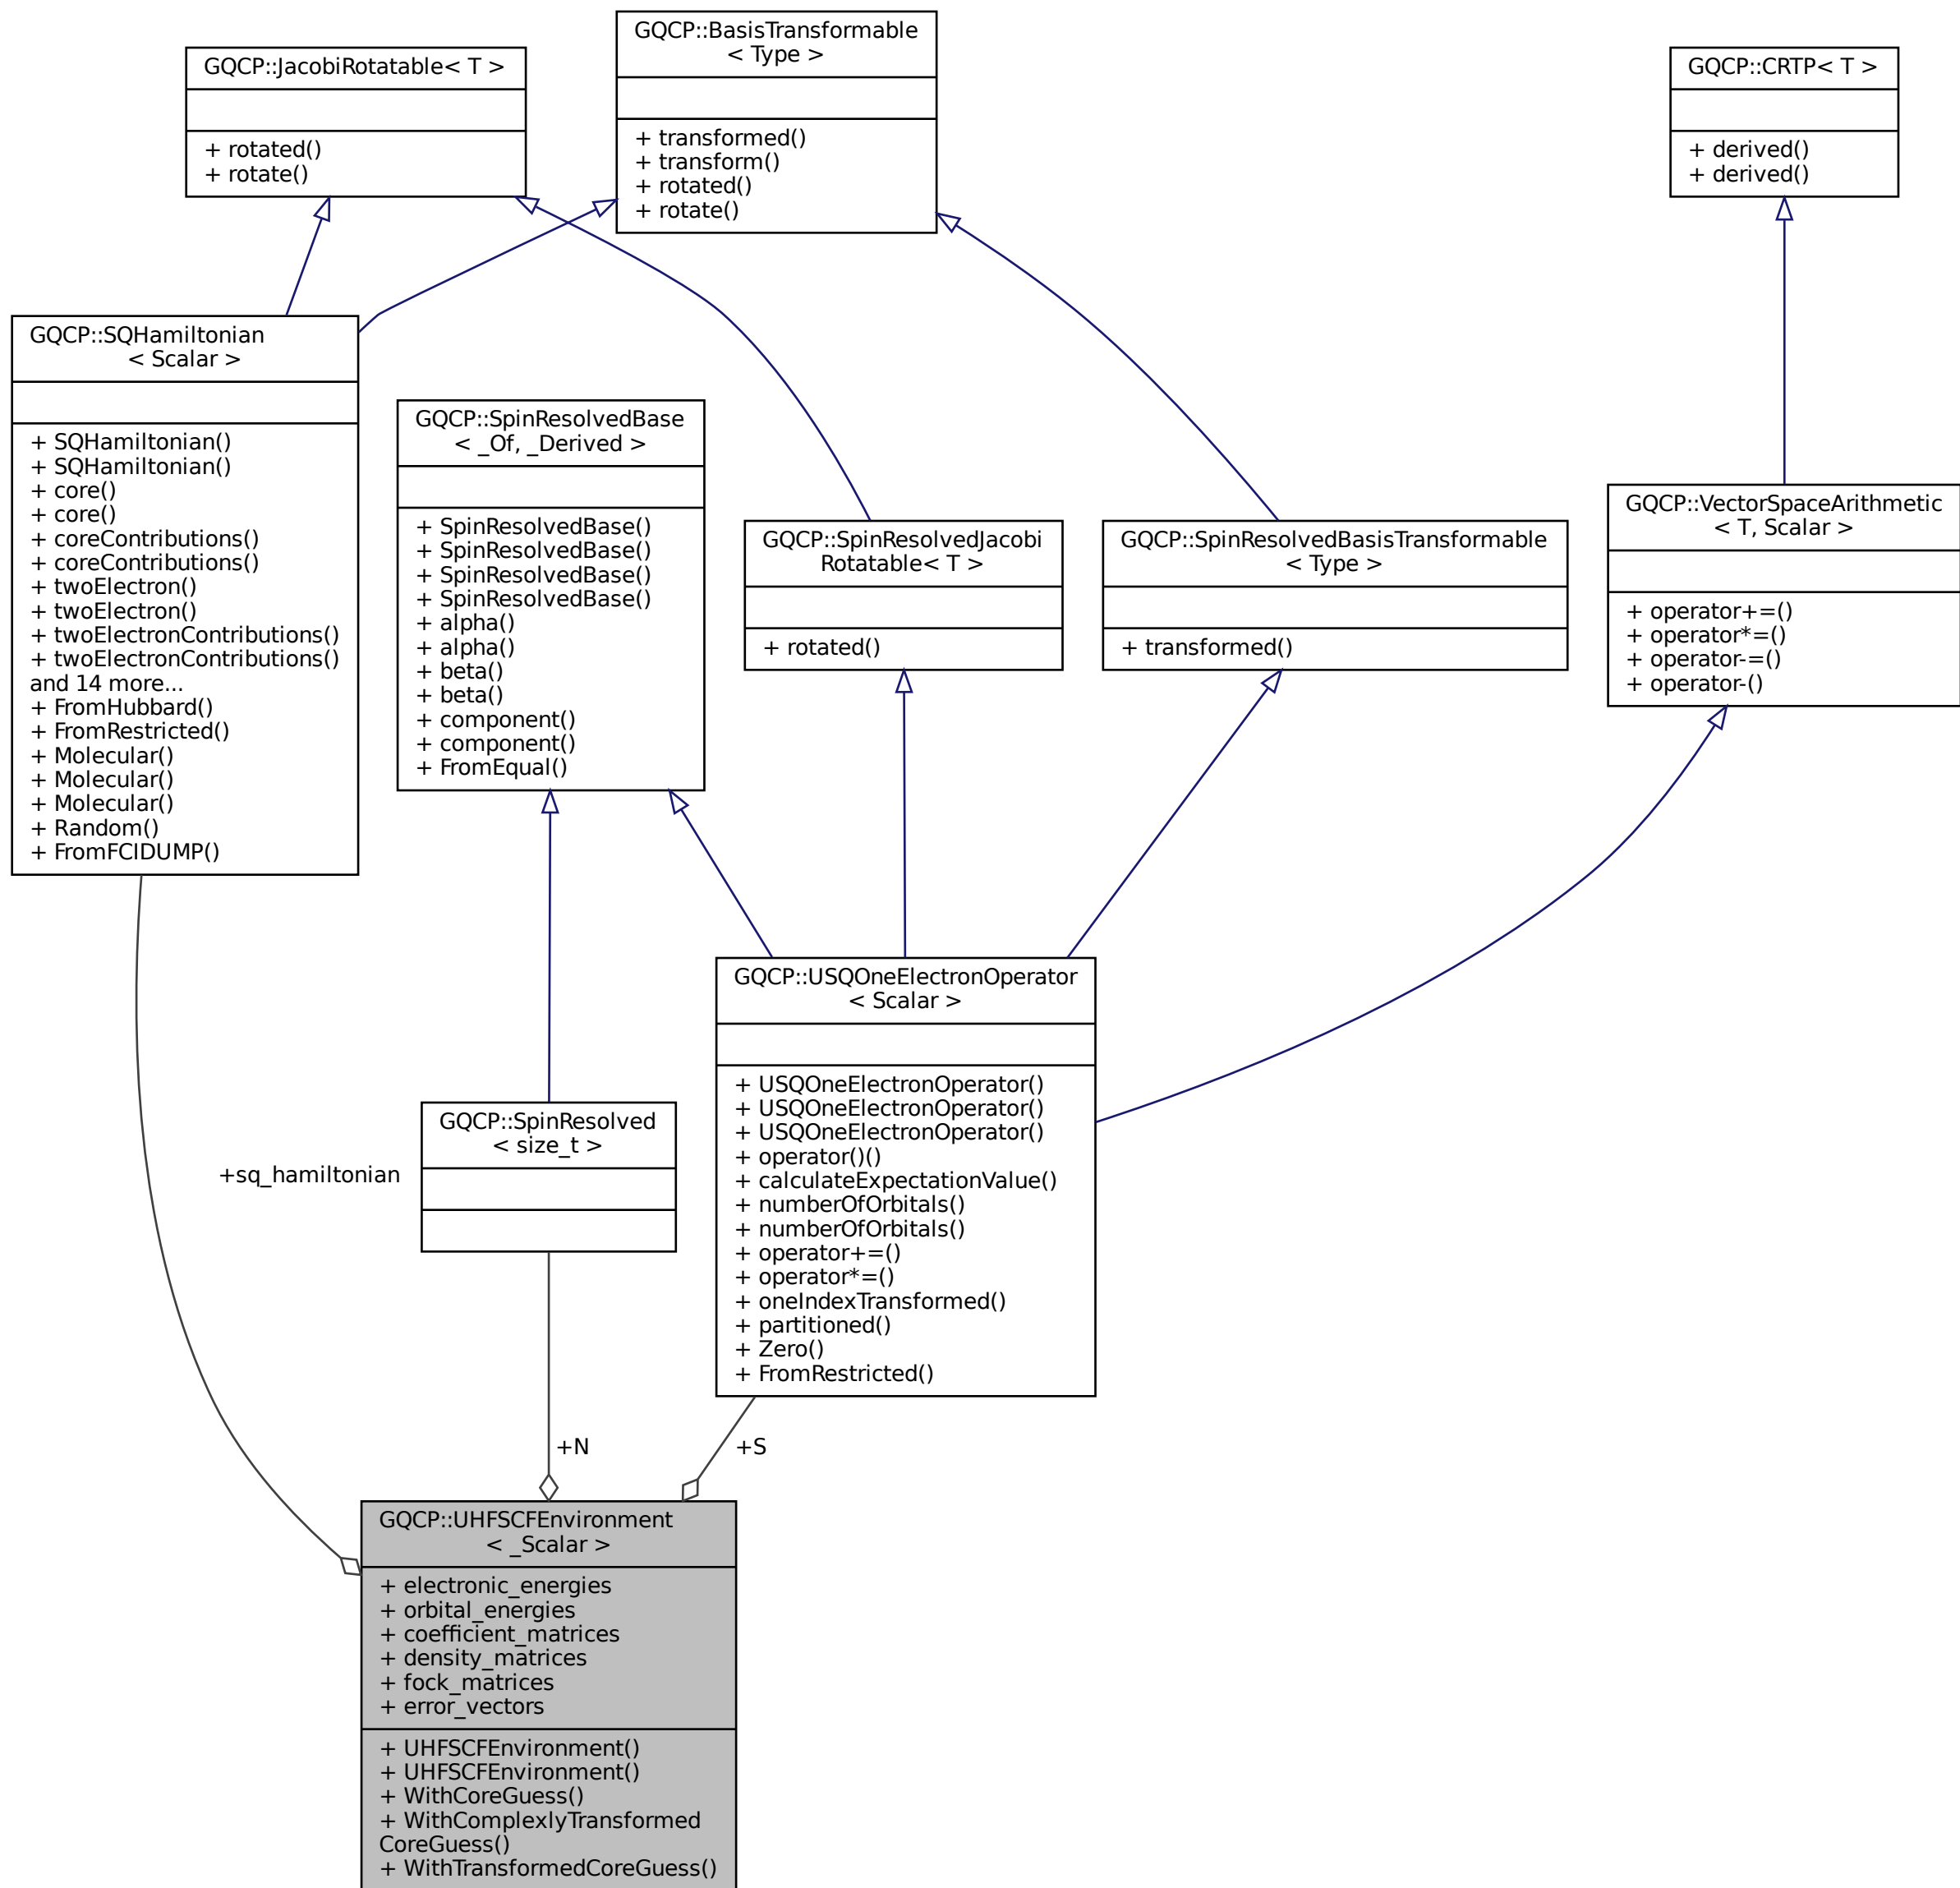 GQCP::JacobiRotatable< T >
+ rotated()
+ rotate()
GQCP::BasisTransformable
< Type >
+ transformed()
+ transform()
+ rotated()
+ rotate()
GQCP::CRTP< T >
+ derived()
+ derived()
GQCP::SQHamiltonian
< Scalar >
+ SQHamiltonian()
+ SQHamiltonian()
+ core()
+ core()
+ coreContributions()
+ coreContributions()
+ twoElectron()
+ twoElectron()
+ twoElectronContributions()
+ twoElectronContributions()
and 14 more...
+ FromHubbard()
+ FromRestricted()
+ Molecular()
+ Molecular()
+ Molecular()
+ Random()
+ FromFCIDUMP()
GQCP::SpinResolvedBase
< _Of, _Derived >
+ SpinResolvedBase()
+ SpinResolvedBase()
+ SpinResolvedBase()
+ SpinResolvedBase()
+ alpha()
+ alpha()
+ beta()
+ beta()
+ component()
+ component()
+ FromEqual()
GQCP::SpinResolvedJacobi
Rotatable< T >
+ rotated()
GQCP::SpinResolvedBasisTransformable
< Type >
+ transformed()
GQCP::VectorSpaceArithmetic
< T, Scalar >
+ operator+=()
+ operator*=()
+ operator-=()
+ operator-()
GQCP::USQOneElectronOperator
< Scalar >
+ USQOneElectronOperator()
+ USQOneElectronOperator()
+ USQOneElectronOperator()
+ operator()()
+ calculateExpectationValue()
+ numberOfOrbitals()
+ numberOfOrbitals()
+ operator+=()
+ operator*=()
+ oneIndexTransformed()
+ partitioned()
+ Zero()
+ FromRestricted()
GQCP::SpinResolved
< size_t >
+sq_hamiltonian
+N
+S
GQCP::UHFSCFEnvironment
< _Scalar >
+ electronic_energies
+ orbital_energies
+ coefficient_matrices
+ density_matrices
+ fock_matrices
+ error_vectors
+ UHFSCFEnvironment()
+ UHFSCFEnvironment()
+ WithCoreGuess()
+ WithComplexlyTransformed
CoreGuess()
+ WithTransformedCoreGuess()